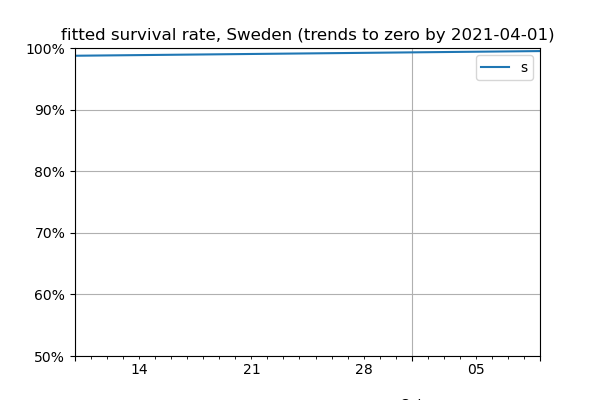 fitted survival rate, Sweden (trends to zero by 2021-04-01)
100%
s
90%
80%
70%
60%
50%
14 21 28 05